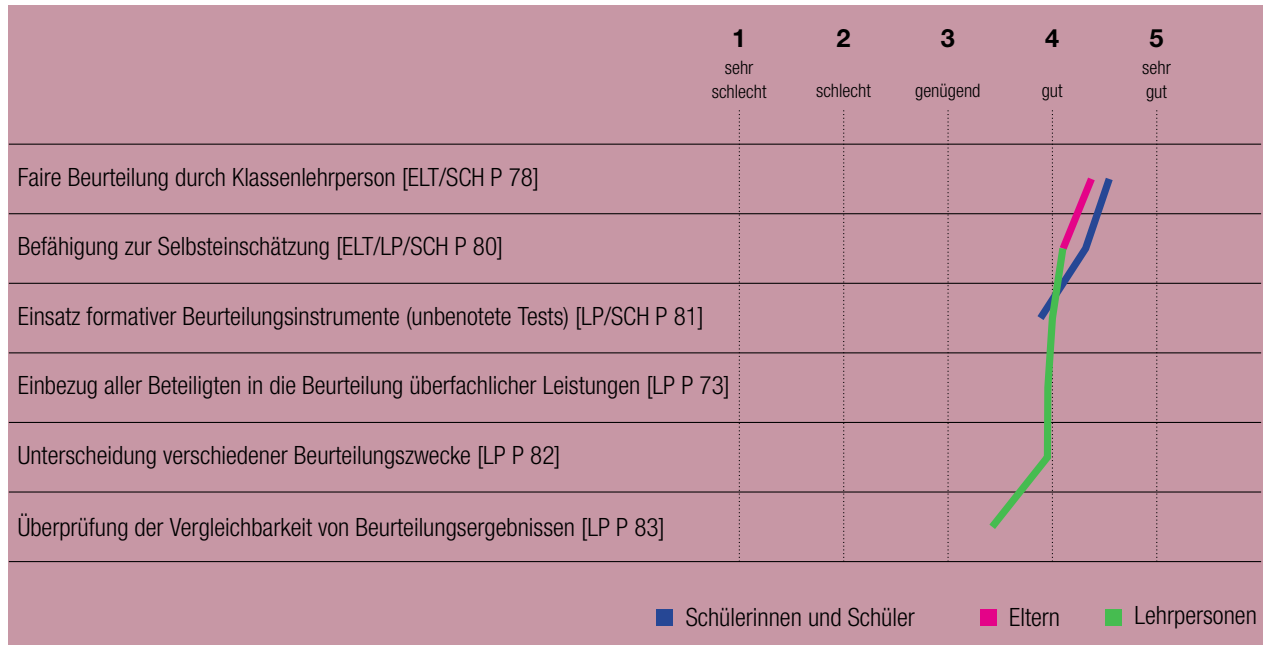 1 2 3 4 5
sehr schlecht schlecht genügend gut sehr gut
Faire Beurteilung durch Klassenlehrperson [ELT/SCH P 78]
Befähigung zur Selbsteinschätzung [ELT/LP/SCH P 80]
Einsatz formativer Beurteilungsinstrumente (unbenotete Tests) [LP/SCH P 81]
Einbezug aller Beteiligten in die Beurteilung überfachlicher Leistungen [LP P 73]
Unterscheidung verschiedener Beurteilungszwecke [LP P 82]
Überprüfung der Vergleichbarkeit von Beurteilungsergebnissen [LP P 83]
Schülerinnen und Schüler Eltern Lehrpersonen